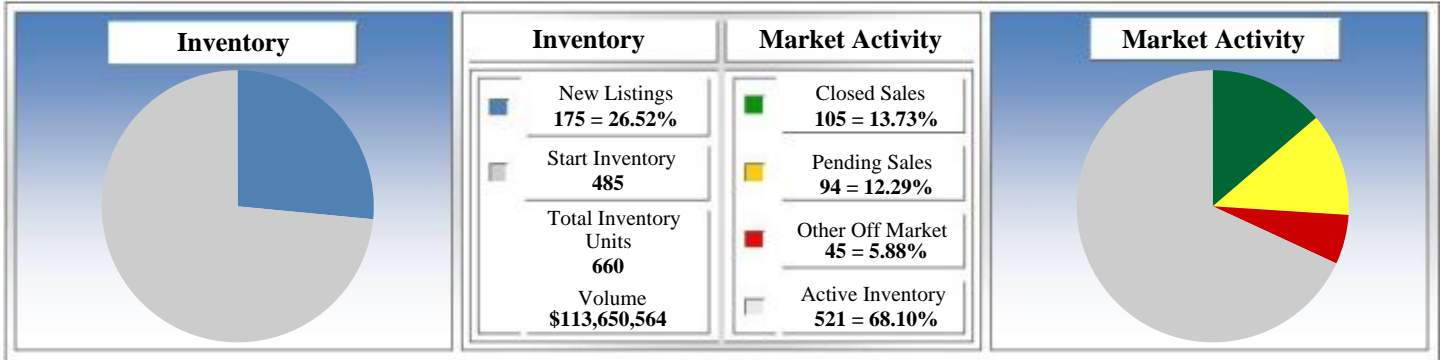 Inventory
Inventory
Market Activity
New Listings
175 = 26.52%
Start Inventory
485
Total Inventory
Units
660
Volume
$113,650,564
Closed Sales
105 = 13.73%
Pending Sales
94 = 12.29%
Other Off Market
45 = 5.88%
Active Inventory
521 = 68.10%
Market Activity